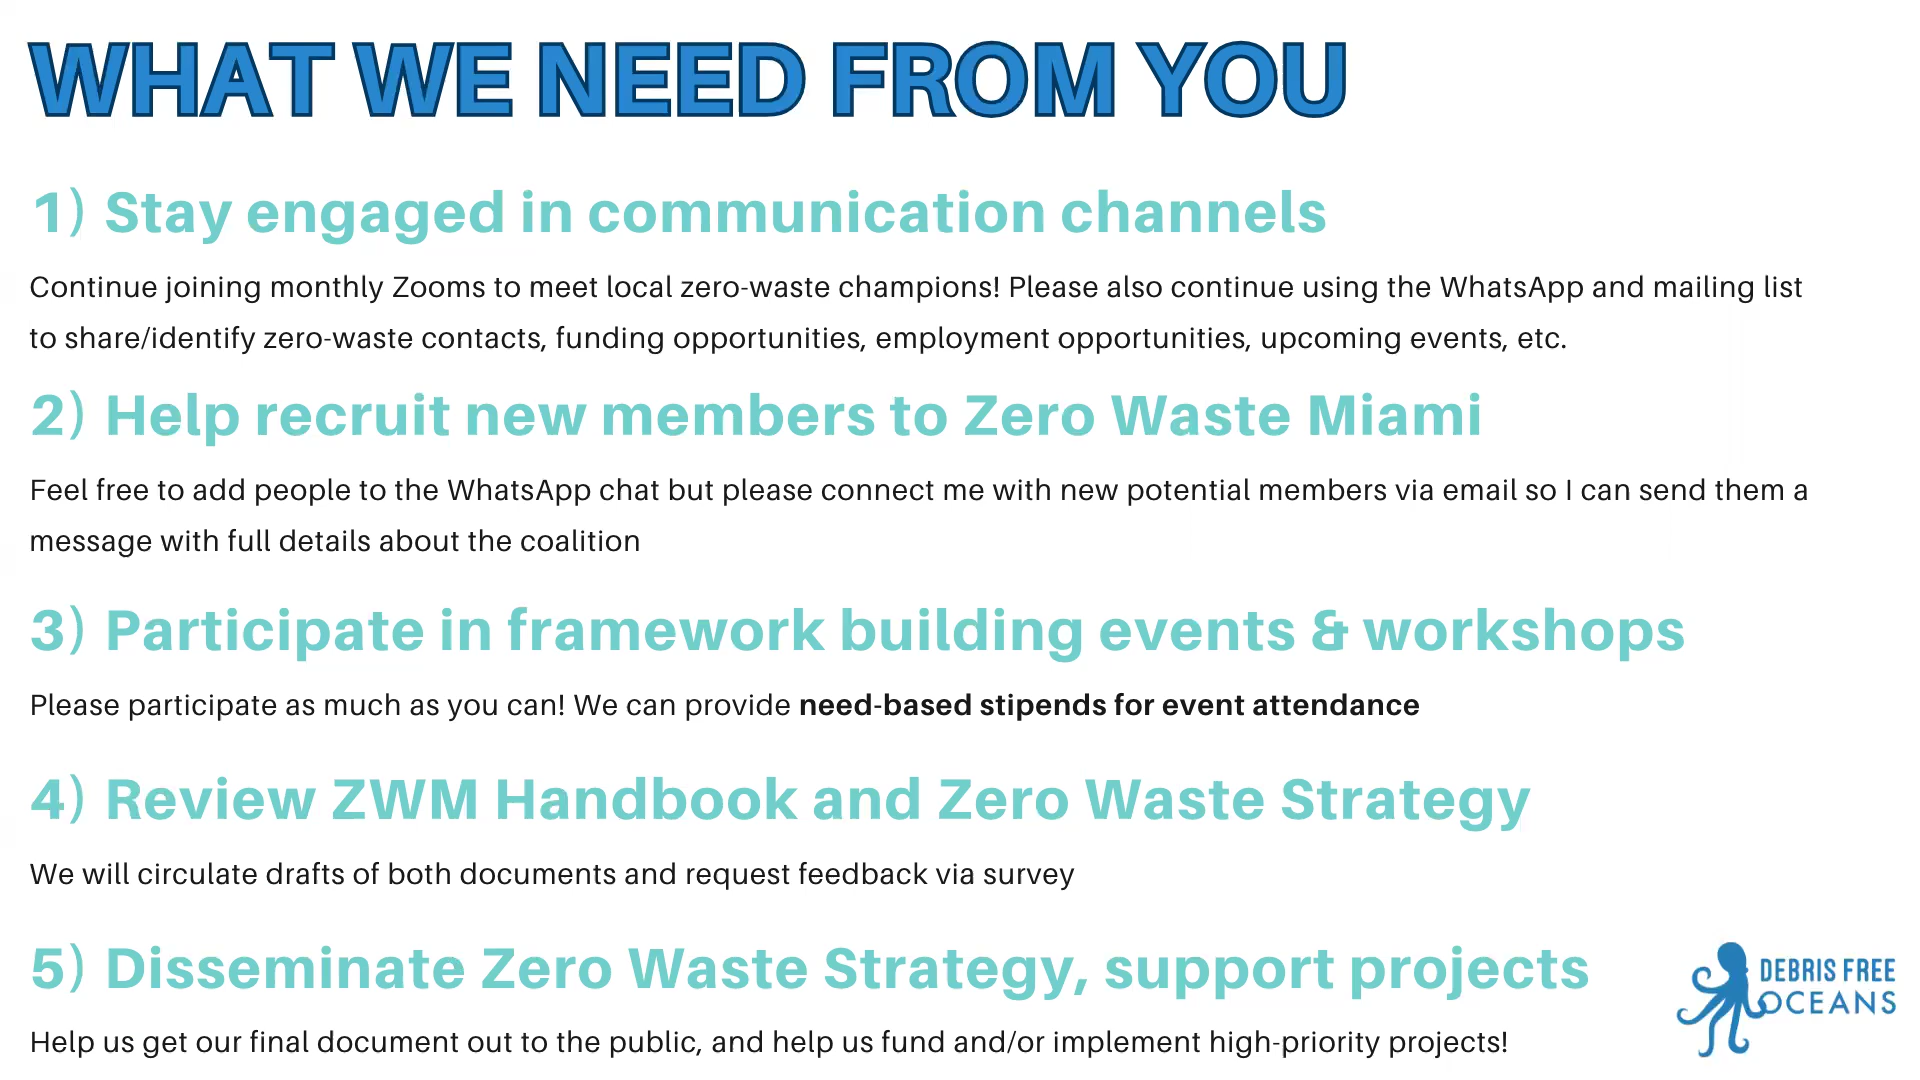 WHAT WE NEED FROM YOU
1) Stay engaged in communication channels
Continue joining monthly Zooms to meet local zero-waste champions! Please also continue using the WhatsApp and mailing list
to share/identify zero-waste contacts, funding opportunities, employment opportunities, upcoming events, etc.
2) Help recruit new members to Zero Waste Miami
Feel free to add people to the WhatsApp chat but please connect me with new potential members via email so I can send them a
message with full details about the coalition
3) Participate in framework building events & workshops
Please participate as much as you can! We can provide need-based stipends for event attendance
4) Review ZWM Handbook and Zero Waste Strategy
We will circulate drafts of both documents and request feedback via survey
5) Disseminate Zero Waste Strategy, support projects
Help us get our final document out to the public, and help us fund and/or implement high-priority projects!
DEBRIS FREE
OCEANS